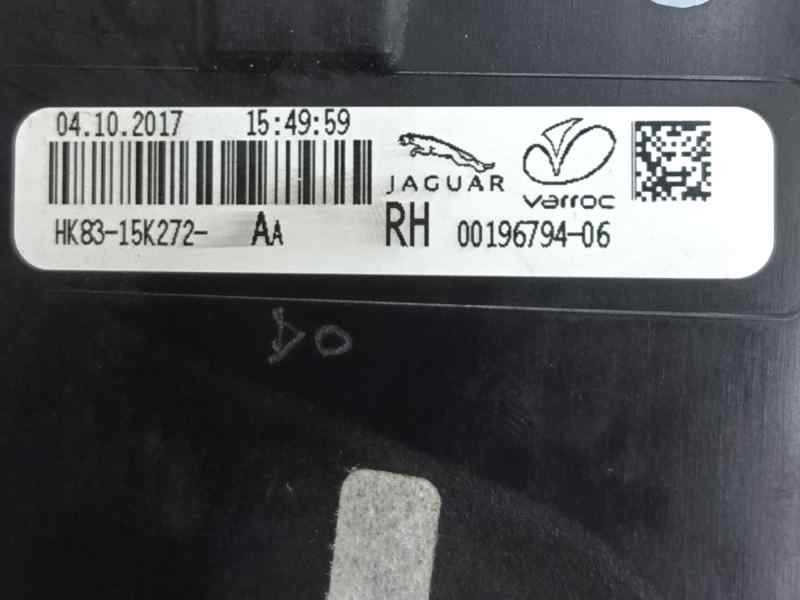 04.10.2017 15:49:59
JAGUAR
varroc
HK83-15K272- AA RH 00196794-06